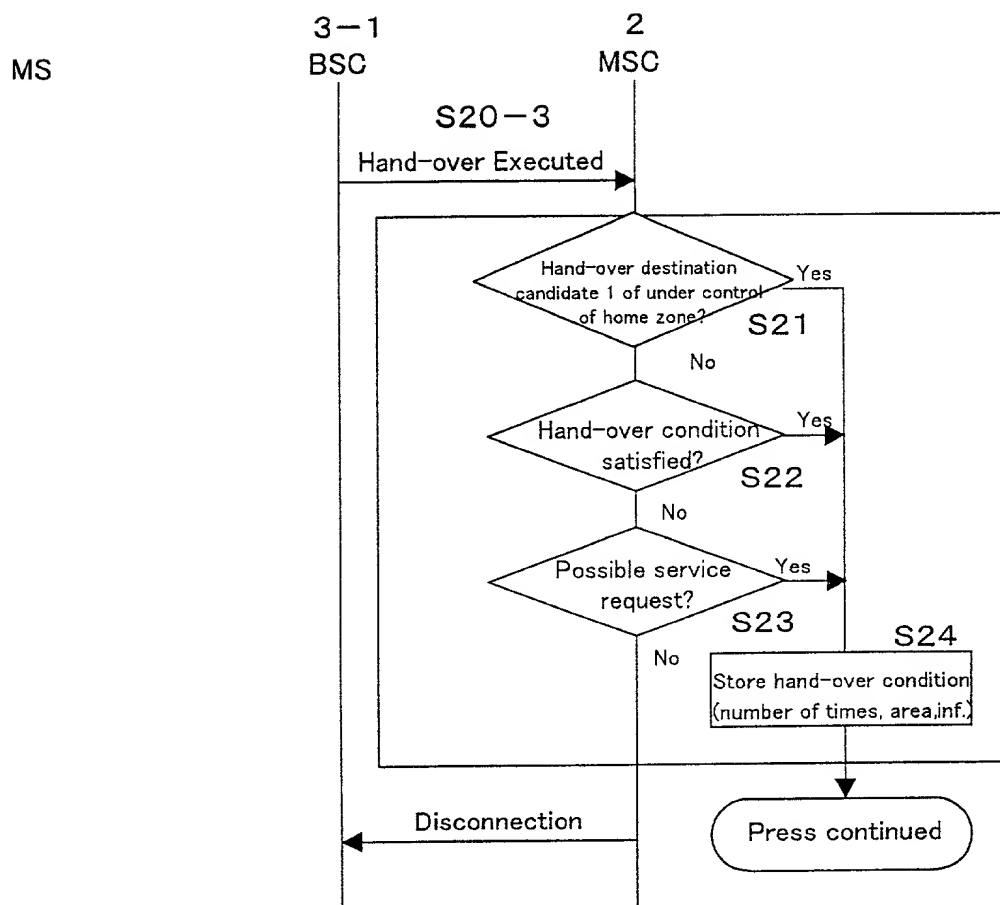 3-1
2
MS
BSC
MSC
S20-3
Hand-over Executed
Hand-over destination
candidate 1 of under control
of home zone?
Yes
S21
No
Hand-over condition
satisfied?
Yes
S22
No
Possible service
request?
Yes
S23
No
S24
Store hand-over condition
(number of times, area,inf.)
Disconnection
Press continued